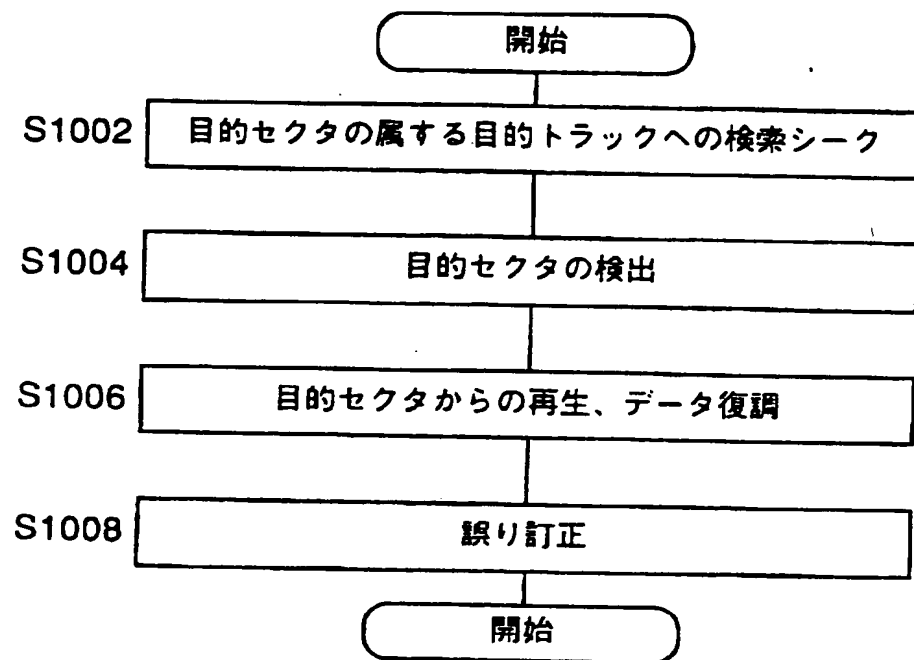 開始
S1002 目的セクタの属する目的トラックへの検索シーク
S1004 目的セクタの検出
S1006 目的セクタからの再生、データ復調
S1008 誤り訂正
開始